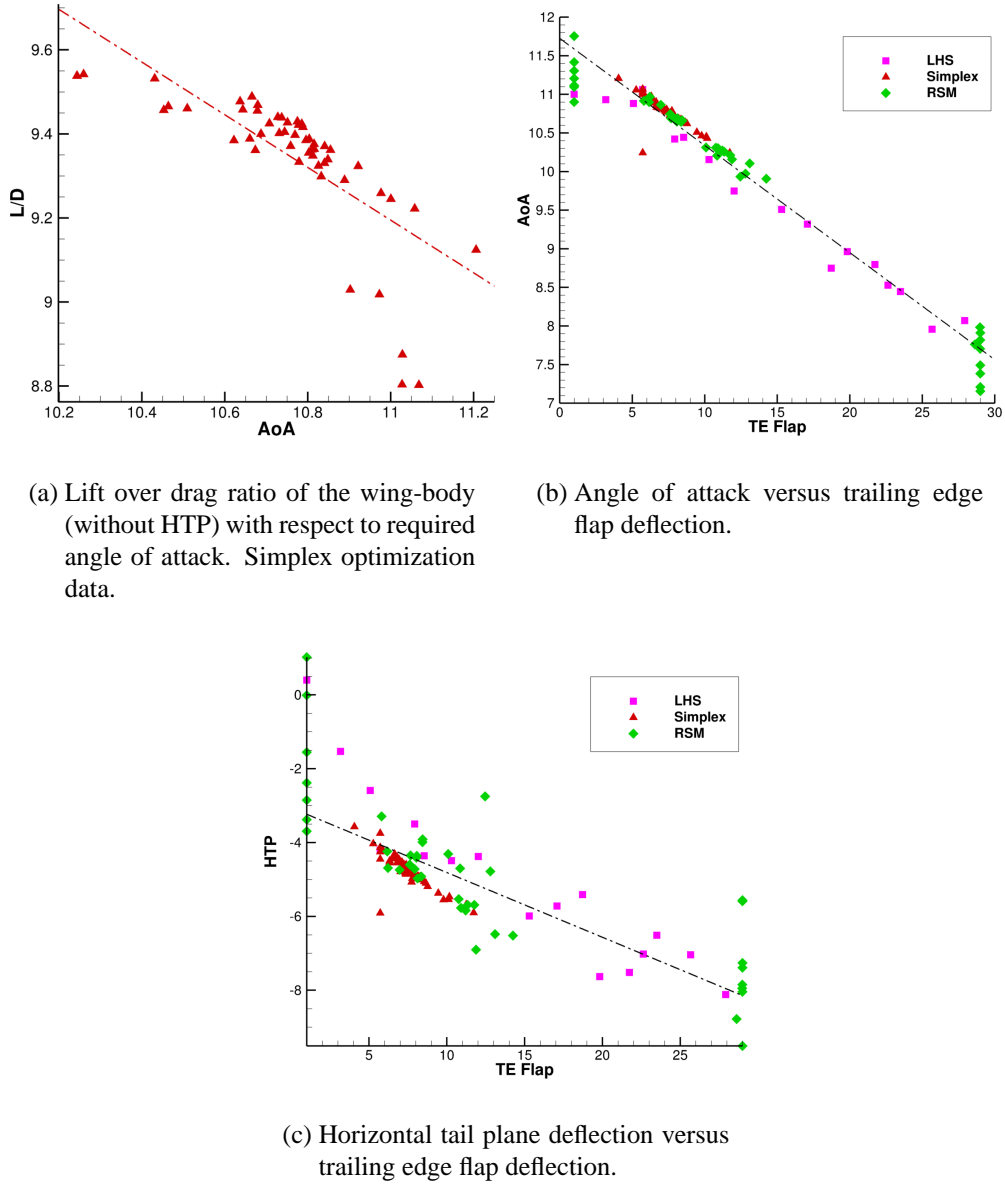 L/D
9.6
9.4
9.2
9
8.8
10.2
10.4
10.6
10.8
11
11.2
AoA
AoA
12
11.5
11
10.5
10
9.5
9
8.5
8
7.5
7
0
5
10
15
20
25
30
TE Flap
LHS
Simplex
RSM
(a) Lift over drag ratio of the wing-body
(without HTP) with respect to required
angle of attack. Simplex optimization
data.
(b) Angle of attack versus trailing edge
flap deflection.
HTP
0
-2
-4
-6
-8
5
10
15
20
25
TE Flap
LHS
Simplex
RSM
(c) Horizontal tail plane deflection versus
trailing edge flap deflection.